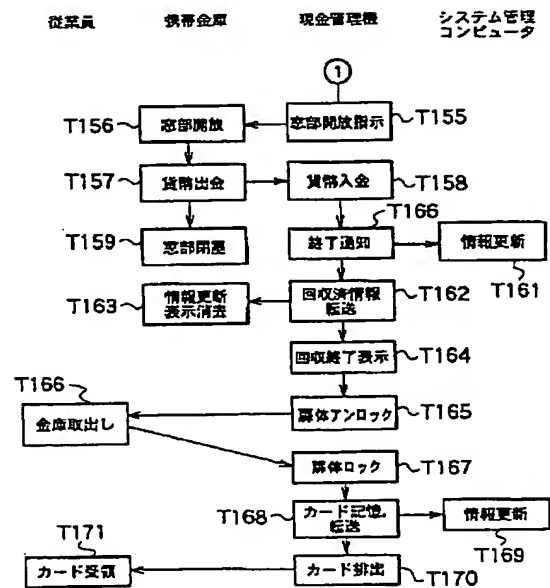 従業員
携帯金庫
現金管理機
システム管理
コンピュータ
1
T156
窓部開放
窓部開放指示
T155
T157
貨幣出金
貨幣入金
T158
T159
窓部閉塞
T166
終了通知
情報更新
T161
T163
情報更新
表示消去
回収済情報
転送
T162
回収終了表示
T164
T166
金庫取出し
扉体アンロック
T165
扉体ロック
T167
T168
カード記憶,
転送
情報更新
T169
T171
カード受領
カード排出
T170